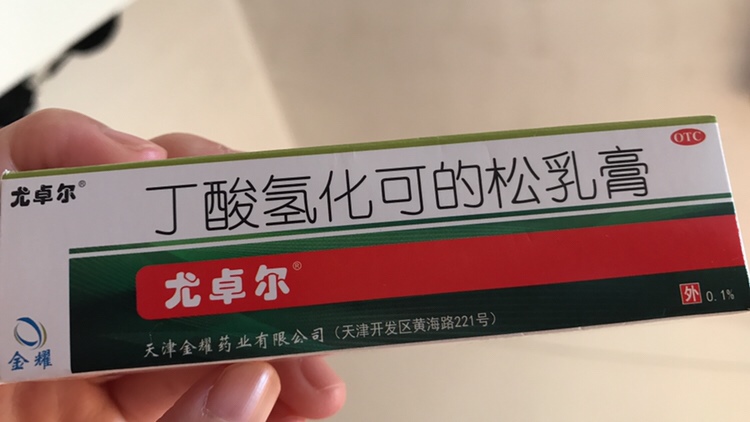 尤卓尔®
丁酸氢化可的松乳膏
OTC
尤卓尔®
外 0.1%
天津金耀药业有限公司（天津开发区黄海路221号）
金耀